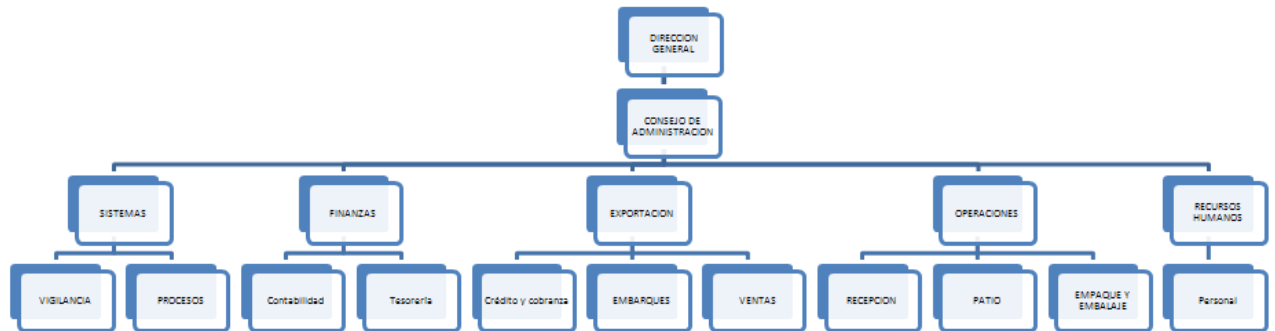 DIRECCION
GENERAL
CONSEJO DE
ADMINISTRACION
SISTEMAS
FINANZAS
EXPORTACION
OPERACIONES
RECURSOS
HUMANOS
VIGILANCIA
PROCESOS
Contabilidad
Tesorería
Crédito y cobranza
EMBARQUES
VENTAS
RECEPCION
PATIO
EMPAQUE Y
EMBALAJE
Personal